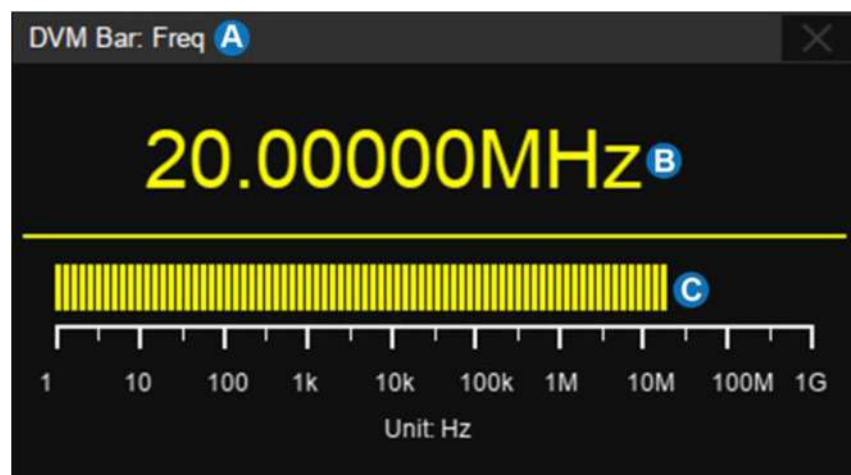 DVM Bar: Freq A
20.00000MHz B
C
1 10 100 1k 10k 100k 1M 10M 100M 1G
Unit: Hz